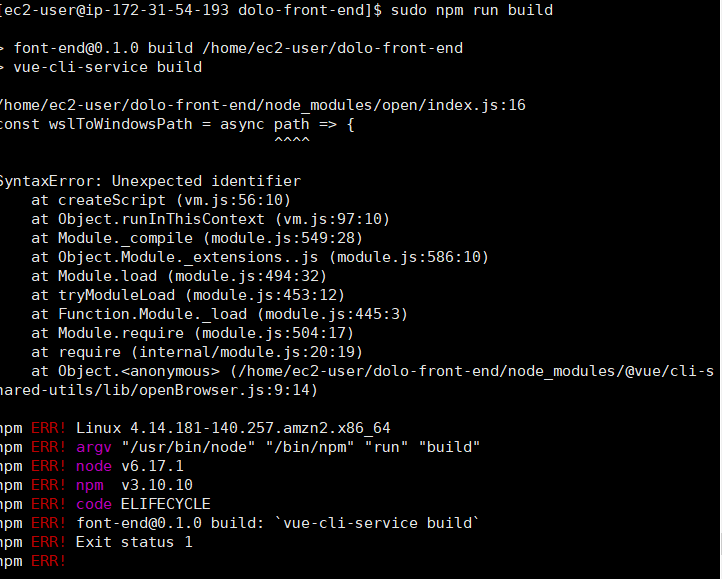 [ec2-user@ip-172-31-54-193 dolo-front-end]$ sudo npm run build
> font-end@0.1.0 build /home/ec2-user/dolo-front-end
> vue-cli-service build
/home/ec2-user/dolo-front-end/node_modules/open/index.js:16
const wslToWindowsPath = async path => {
^^^^
SyntaxError: Unexpected identifier
at createScript (vm.js:56:10)
at Object.runInThisContext (vm.js:97:10)
at Module._compile (module.js:549:28)
at Object.Module._extensions..js (module.js:586:10)
at Module.load (module.js:494:32)
at tryModuleLoad (module.js:453:12)
at Function.Module._load (module.js:445:3)
at Module.require (module.js:504:17)
at require (internal/module.js:20:19)
at Object.<anonymous> (/home/ec2-user/dolo-front-end/node_modules/@vue/cli-s
hared-utils/lib/openBrowser.js:9:14)
npm ERR! Linux 4.14.181-140.257.amzn2.x86_64
npm ERR! argv "/usr/bin/node" "/bin/npm" "run" "build"
npm ERR! node v6.17.1
npm ERR! npm  v3.10.10
npm ERR! code ELIFECYCLE
npm ERR! font-end@0.1.0 build: `vue-cli-service build`
npm ERR! Exit status 1
npm ERR!